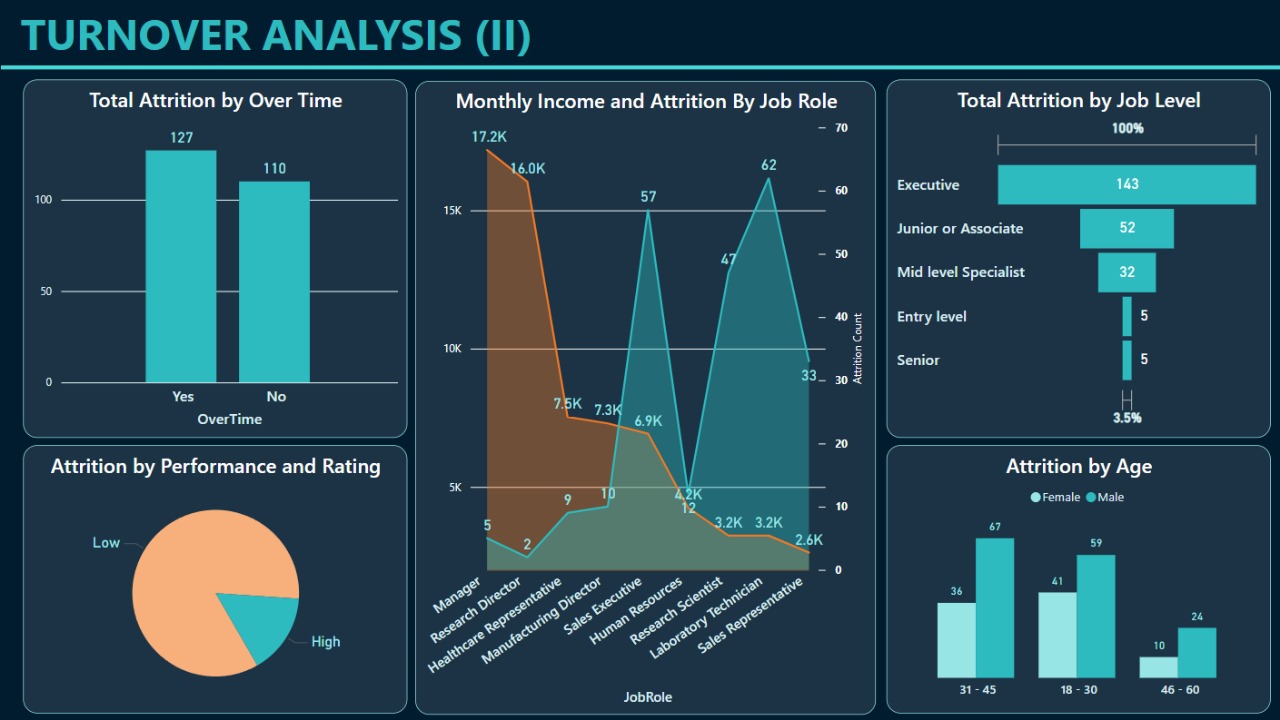 TURNOVER ANALYSIS (II)
Total Attrition by Over Time
127
110
100
50
0
Yes
No
OverTime
Monthly Income and Attrition By Job Role
17.2K
16.0K
7.5K
7.3K
6.9K
4.2K
3.2K
3.2K
2.6K
5
2
9
10
57
12
47
62
33
15K
10K
5K
70
60
50
40
30
20
10
0
Attrition Count
Manager
Research Director
Healthcare Representative
Manufacturing Director
Sales Executive
Human Resources
Research Scientist
Laboratory Technician
Sales Representative
JobRole
Total Attrition by Job Level
100%
Executive 143
Junior or Associate 52
Mid level Specialist 32
Entry level 5
Senior 5
3.5%
Attrition by Performance and Rating
Low
High
Attrition by Age
Female Male
36
67
41
59
10
24
31 - 45
18 - 30
46 - 60